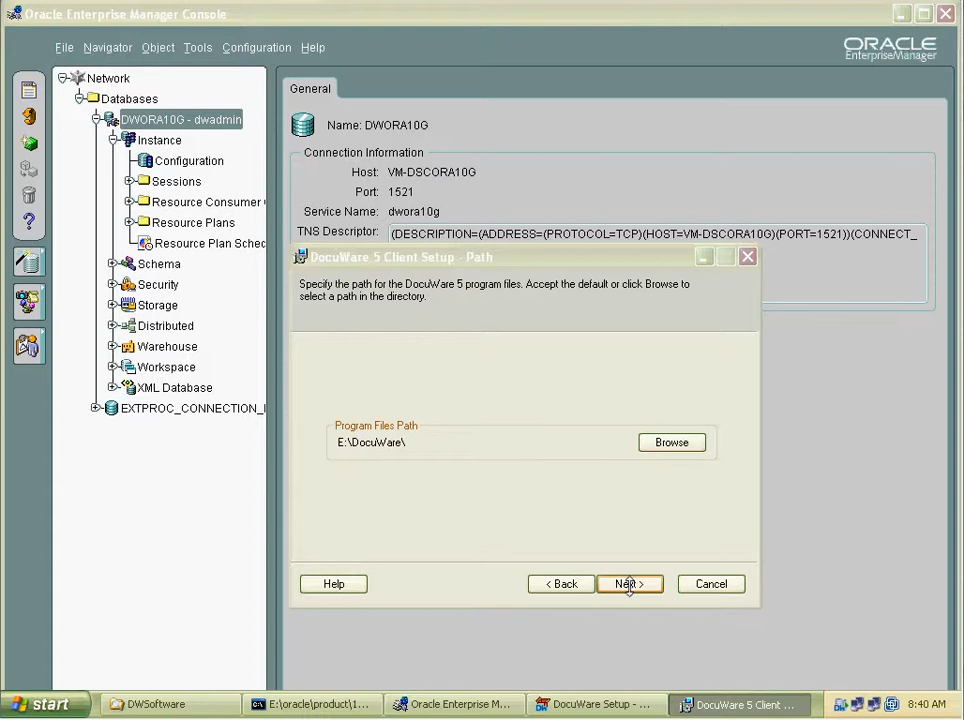 Oracle Enterprise Manager Console
File Navigator Object Tools Configuration Help
ORACLE
EnterpriseManager
Network
Databases
DWORA10G - dwadmin
Instance
Configuration
Sessions
Resource Consumer
Resource Plans
Resource Plan Sched
Schema
Security
Storage
Distributed
Warehouse
Workspace
XML Database
EXTPROC_CONNECTION_
General
Name: DWORA10G
Connection Information
Host: VM-DSCORA10G
Port: 1521
Service Name: dwora10g
TNS Descriptor: (DESCRIPTION=(ADDRESS=(PROTOCOL=TCP)(HOST=VM-DSCORA10G)(PORT=1521))(CONNECT_
DocuWare 5 Client Setup - Path
Specify the path for the DocuWare 5 program files. Accept the default or click Browse to
select a path in the directory.
Program Files Path
E:\DocuWare\
Browse
Help
< Back
Next >
Cancel
start
DWSoftware
E:\oracle\product\1...
Oracle Enterprise M...
DocuWare Setup - ...
DocuWare 5 Client ...
8:40 AM